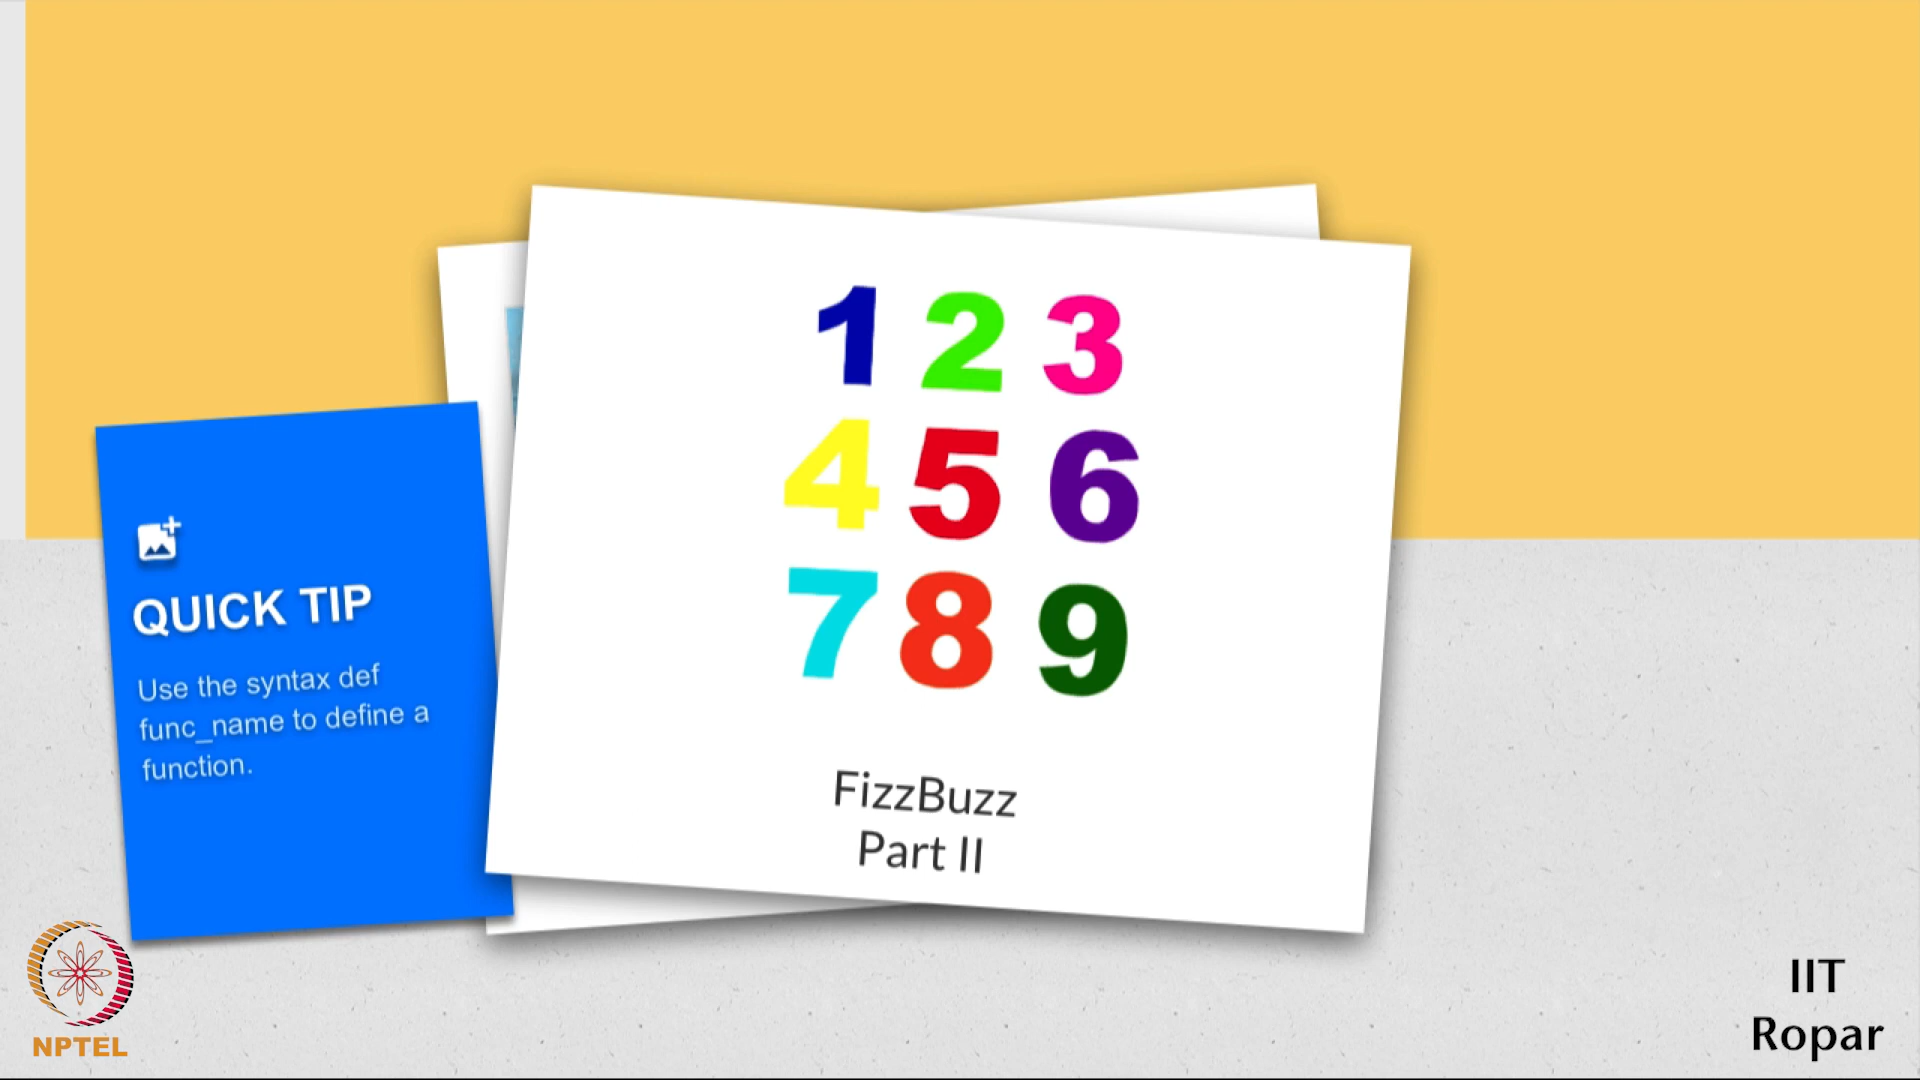 1 2 3
4 5 6
7 8 9
FizzBuzz
Part II
QUICK TIP
Use the syntax def
func_name to define a
function.
NPTEL
IIT
Ropar